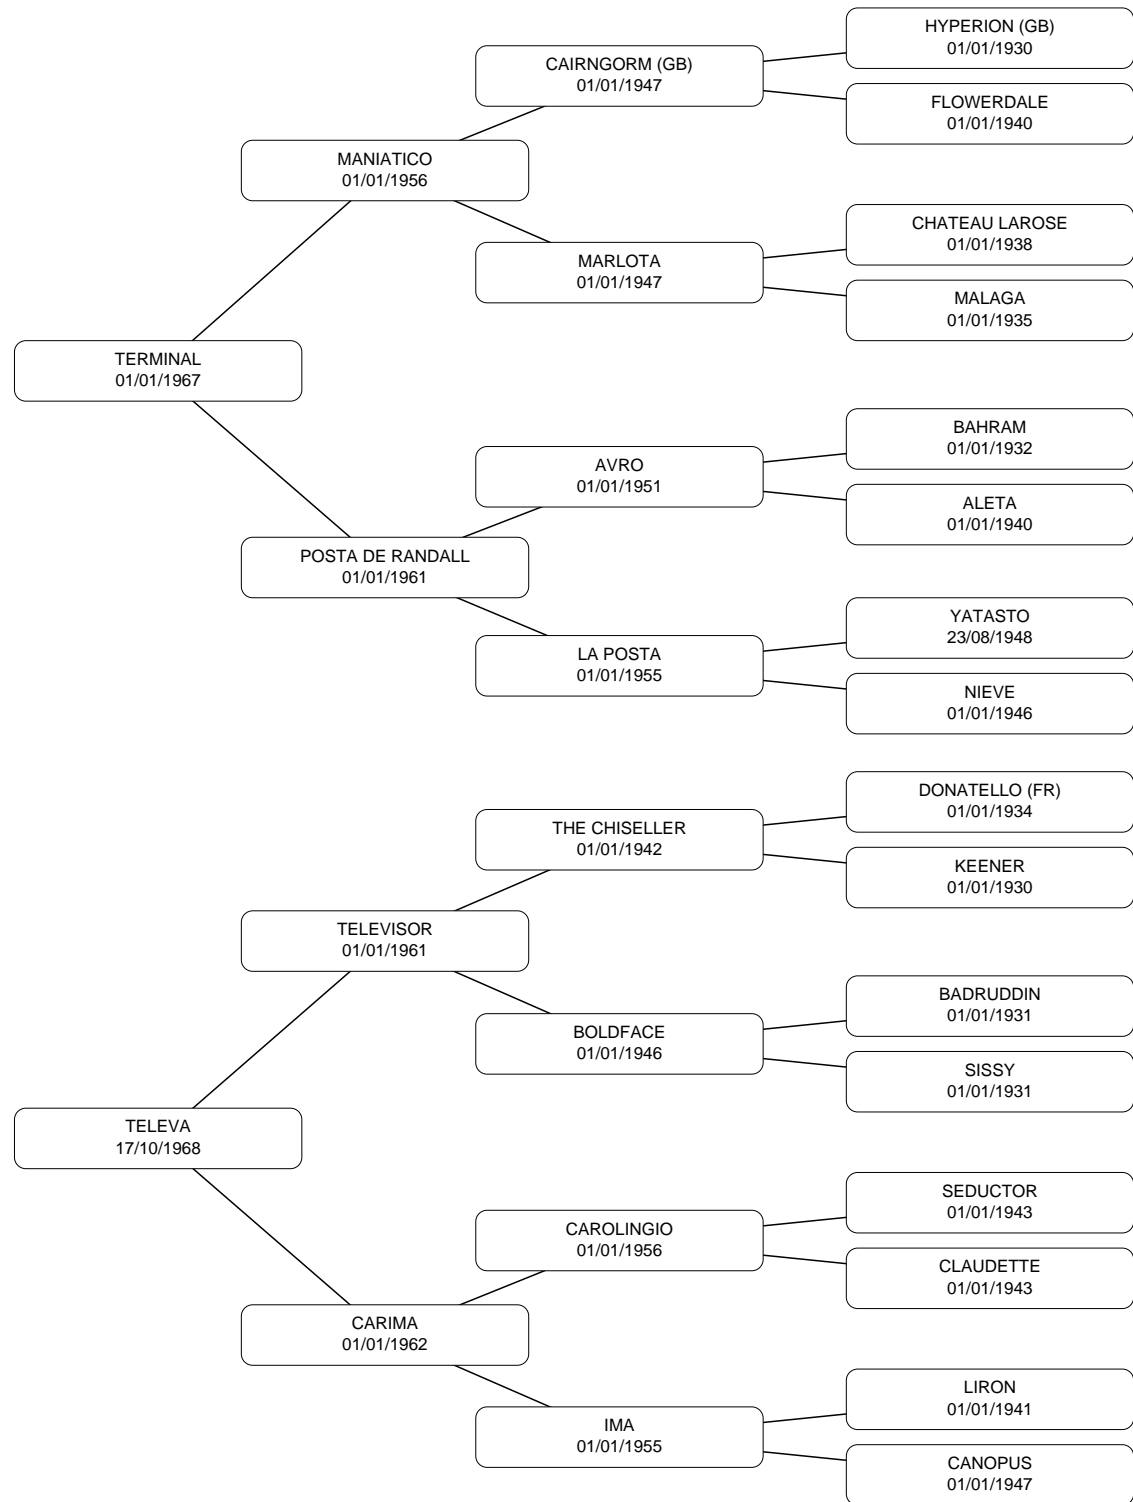 HYPERION (GB)
01/01/1930
CAIRNGORM (GB)
01/01/1947
FLOWERDALE
01/01/1940
MANIATICO
01/01/1956
CHATEAU LAROSE
01/01/1938
MARLOTA
01/01/1947
MALAGA
01/01/1935
TERMINAL
01/01/1967
BAHRAM
01/01/1932
AVRO
01/01/1951
ALETA
01/01/1940
POSTA DE RANDALL
01/01/1961
YATASTO
23/08/1948
LA POSTA
01/01/1955
NIEVE
01/01/1946
DONATELLO (FR)
01/01/1934
THE CHISELLER
01/01/1942
KEENER
01/01/1930
TELEVISOR
01/01/1961
BADRUDDIN
01/01/1931
BOLDFACE
01/01/1946
SISSY
01/01/1931
TELEVA
17/10/1968
SEDUCTOR
01/01/1943
CAROLINGIO
01/01/1956
CLAUDETTE
01/01/1943
CARIMA
01/01/1962
LIRON
01/01/1941
IMA
01/01/1955
CANOPUS
01/01/1947